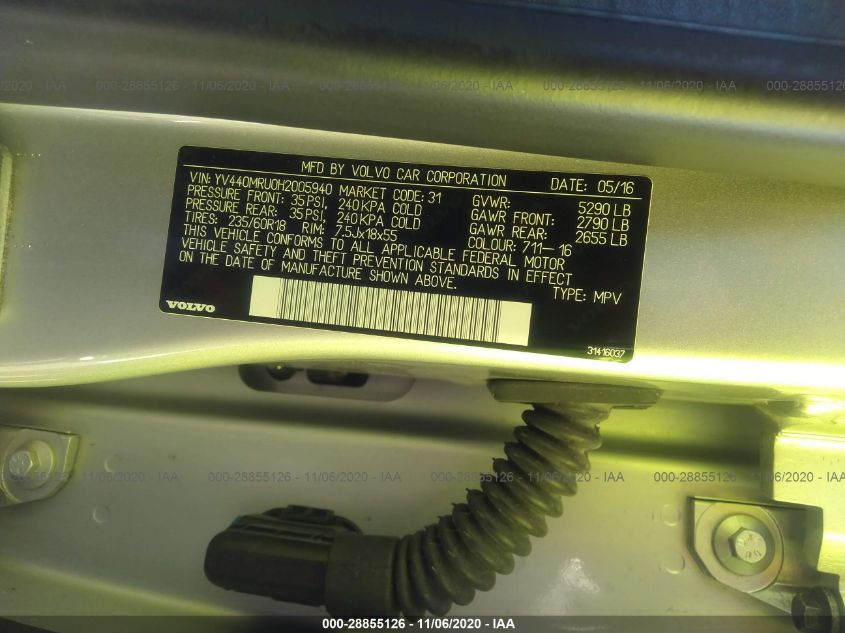 000-28855126 - 11/06/2020 - IAA
MFD BY VOLVO CAR CORPORATION DATE: 05/16
VIN: YV440MRU0H2005940 MARKET CODE: 31 GVWR: 5290 LB
PRESSURE FRONT: 35 PSI, 240 KPA COLD GAWR FRONT: 2790 LB
PRESSURE REAR: 35 PSI, 240 KPA COLD GAWR REAR: 2655 LB
TIRES: 235/60R18 RIM: 7.5Jx18x55 COLOUR: 711-16
THIS VEHICLE CONFORMS TO ALL APPLICABLE FEDERAL MOTOR
VEHICLE SAFETY AND THEFT PREVENTION STANDARDS IN EFFECT
ON THE DATE OF MANUFACTURE SHOWN ABOVE. TYPE: MPV
VOLVO
31416037
000-28855126 - 11/06/2020 - IAA
000-28855126 - 11/06/2020 - IAA